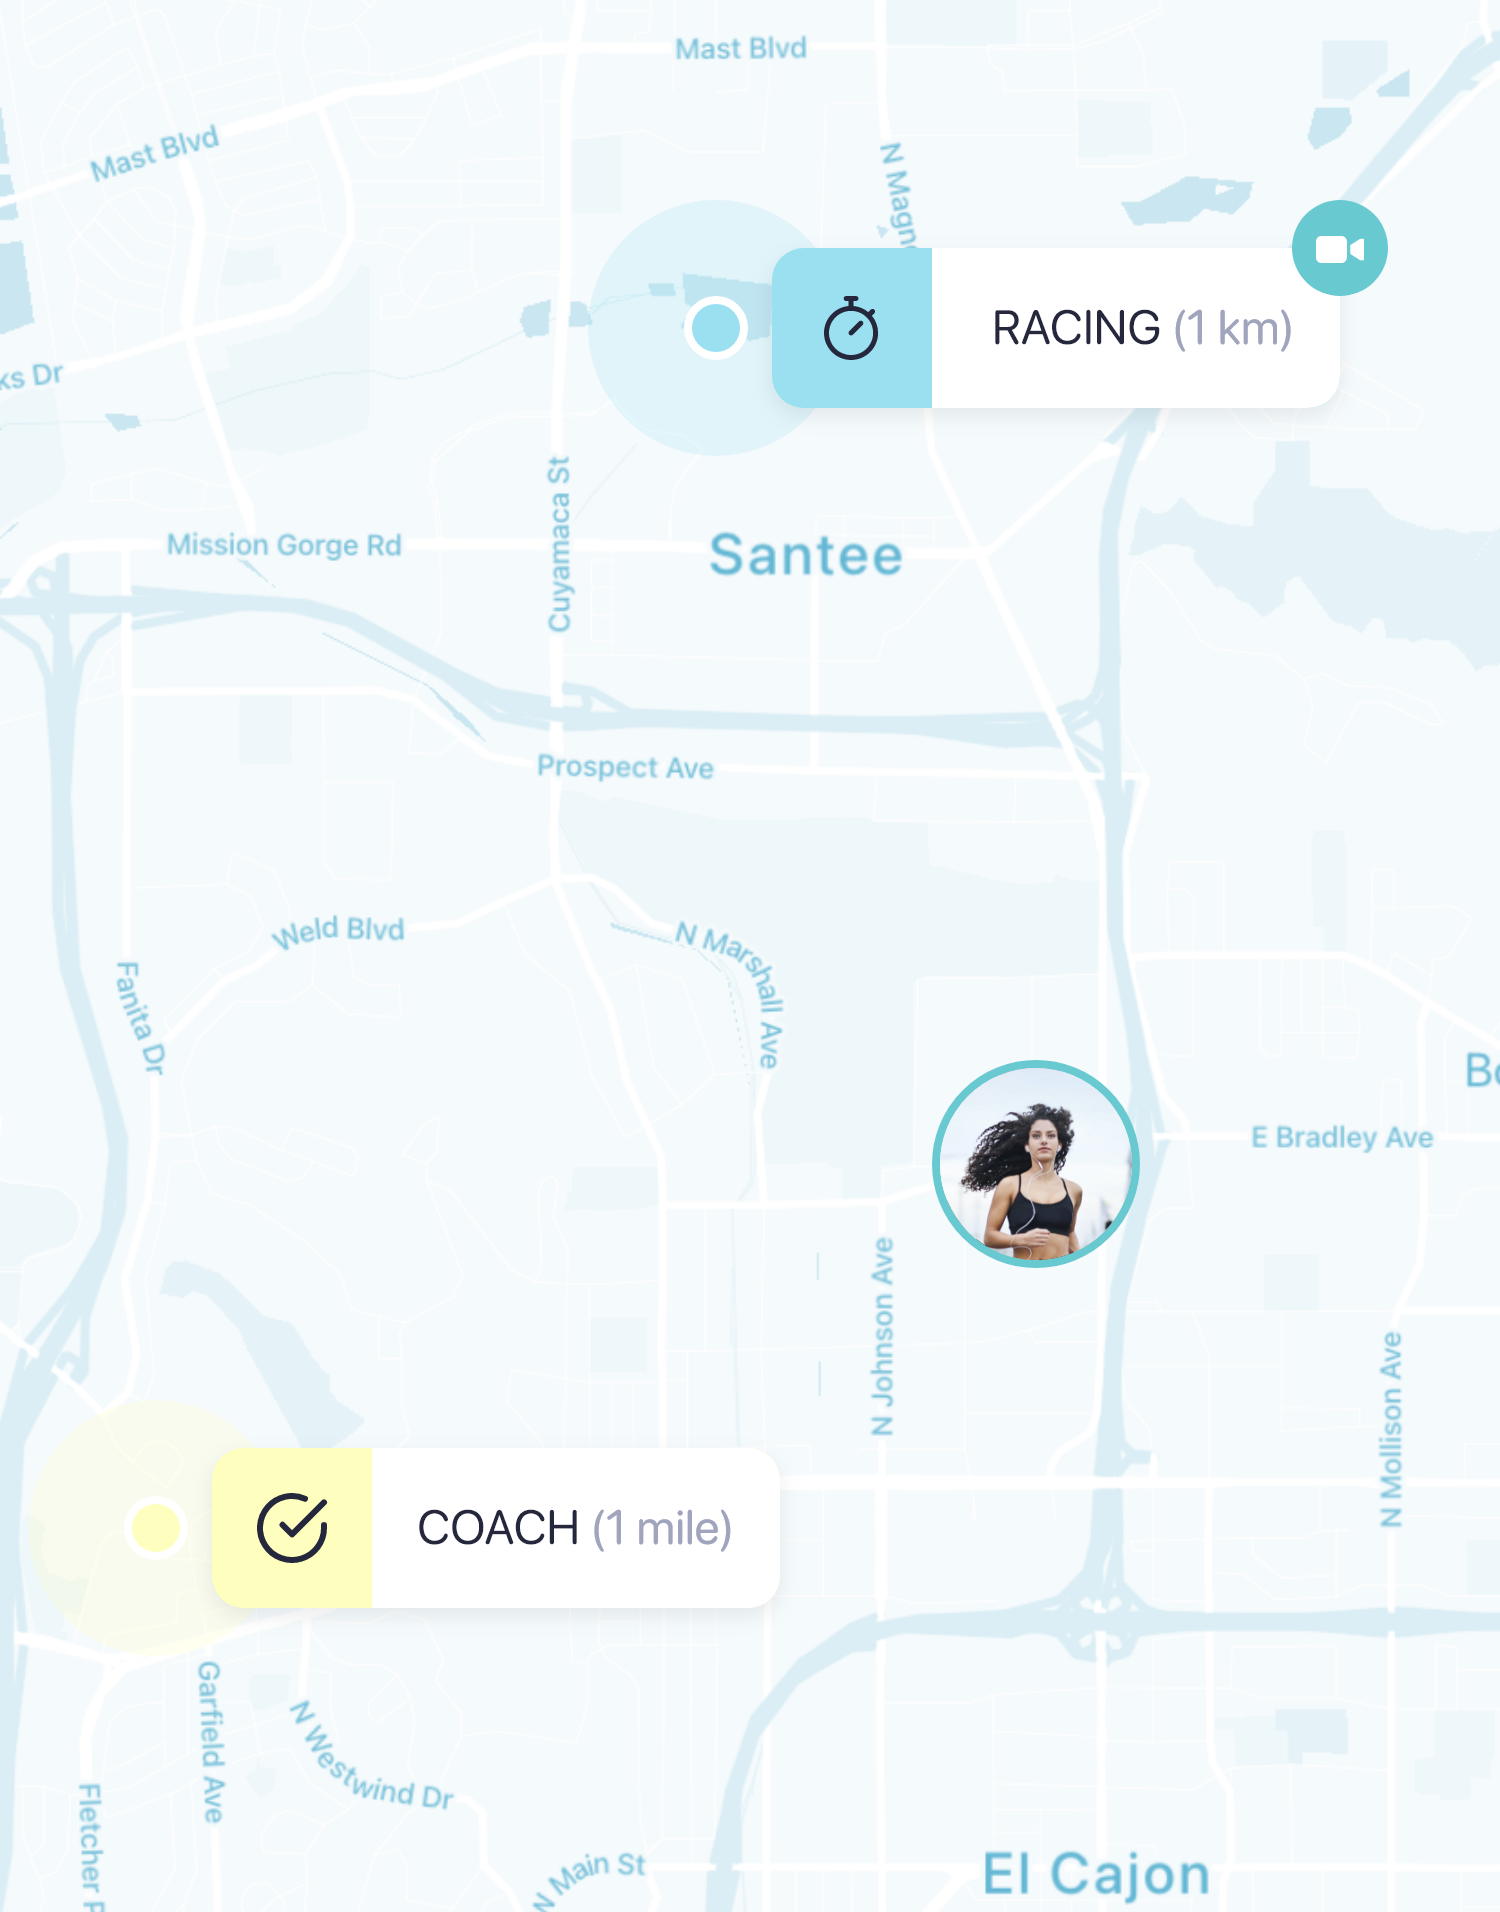 Mast Blvd
Mast Blvd
N Magn
RACING (1 km)
ks Dr
Cuyamaca St
Mission Gorge Rd
Santee
Prospect Ave
Weld Blvd
N Marshall Ave
Fanita Dr
Bo
E Bradley Ave
N Johnson Ave
N Mollison Ave
COACH (1 mile)
Garfield Ave
N Westwind Dr
Fletcher P
W Main St
El Cajon